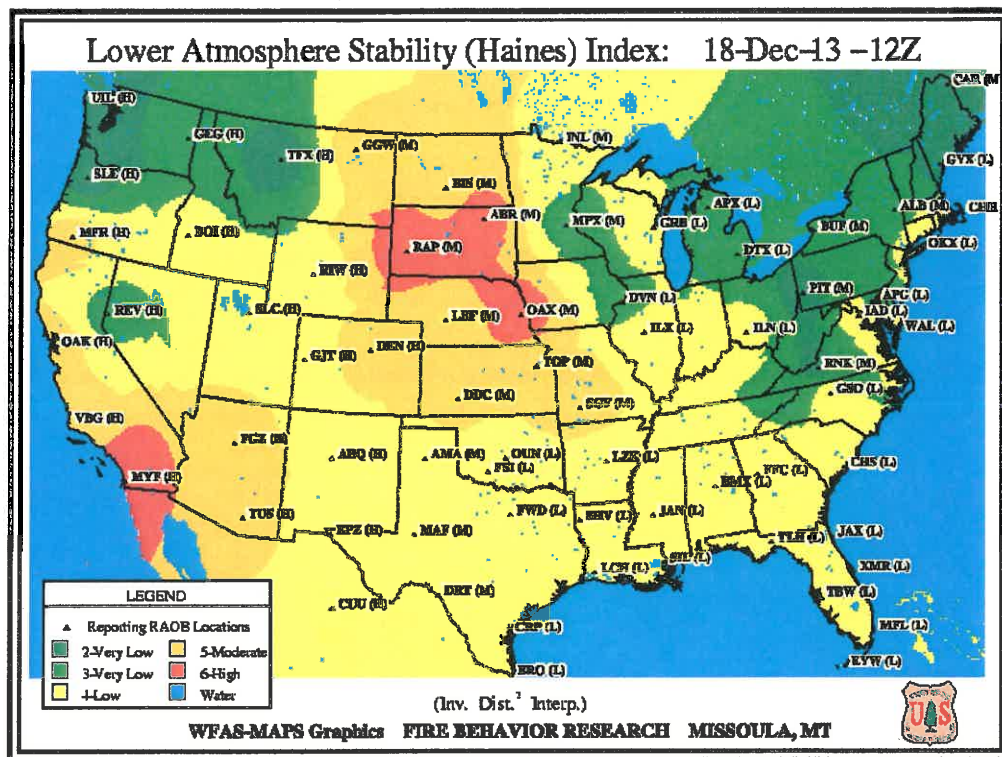 Lower Atmosphere Stability (Haines) Index: 18-Dec-13 -12Z
UIL (H)
CAR (M
GEG (H)
TFX (H)
GGW (M)
INL (M)
GYX (L)
SLE (H)
BIS (M)
ABR (M)
MPX (M)
GRB (L)
APX (L)
ALB (M)
CHH
MFR (H)
BOI (H)
RAP (M)
BUF (M)
OKX (L)
RIW (H)
DTX (L)
REV (H)
SLC (H)
LBF (M)
OAX (M)
DVN (L)
PIT (M)
APG (L)
IAD (L)
WAL (L)
OAK (H)
GJT (H)
DEN (H)
ILX (L)
ILN (L)
TOP (M)
RNK (M)
DDC (M)
SGF (M)
GSO (L)
VBG (H)
FGZ (H)
ABQ (H)
AMA (M)
OUN (L)
FSI (L)
LZK (L)
FFC (L)
CHS (L)
MYF (H)
BMX (L)
TUS (H)
EPZ (H)
MAF (M)
FWD (L)
SHV (L)
JAN (L)
JAX (L)
TLH (L)
LCH (L)
SIL (L)
XMR (L)
CUU (H)
DRT (M)
TBW (L)
CRP (L)
MFL (L)
BRO (L)
EYW (L)
LEGEND
Reporting RAOB Locations
2-Very Low
5-Moderate
3-Very Low
6-High
4-Low
Water
(Inv. Dist.² Interp.)
WFAS-MAPS Graphics FIRE BEHAVIOR RESEARCH MISSOULA, MT
U S